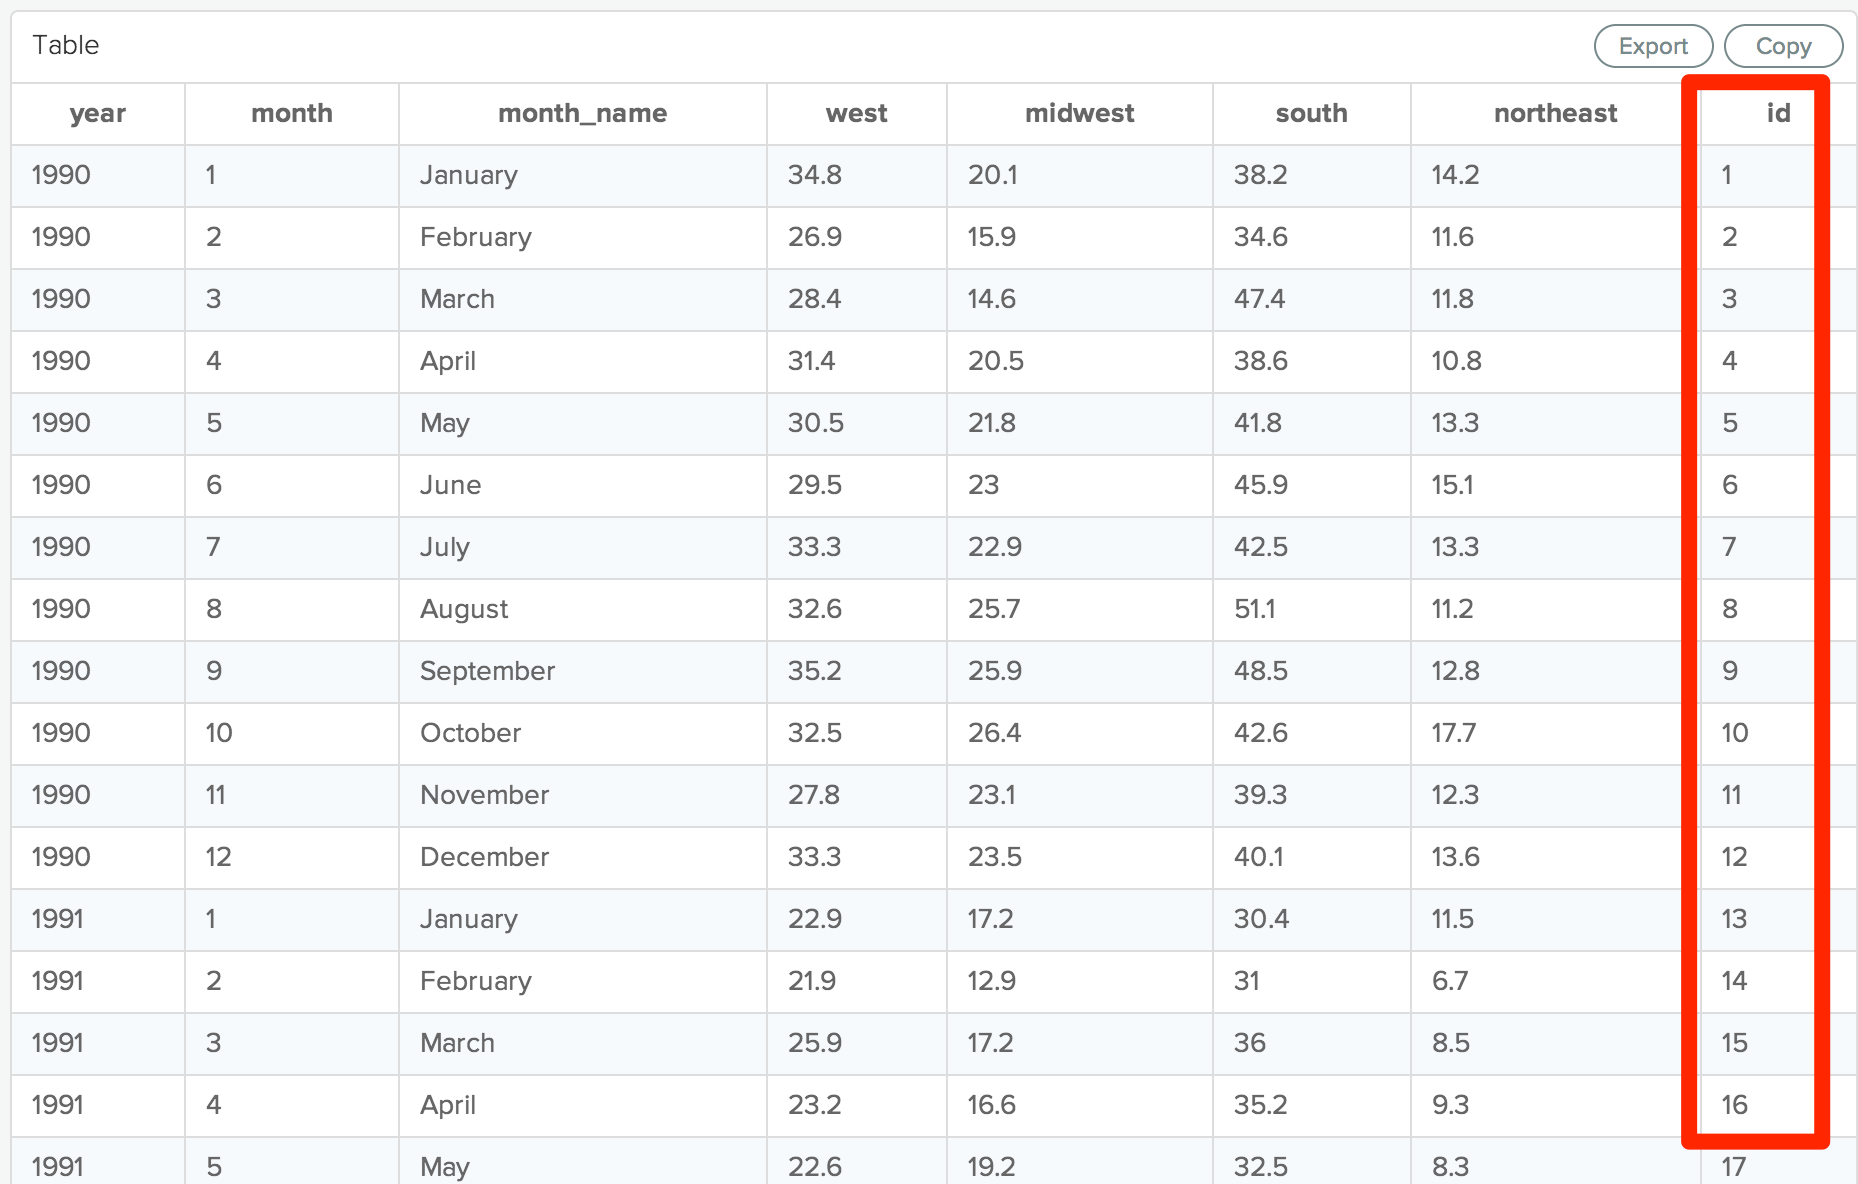 Table Export Copy
year month month_name west midwest south northeast id
1990 1 January 34.8 20.1 38.2 14.2 1
1990 2 February 26.9 15.9 34.6 11.6 2
1990 3 March 28.4 14.6 47.4 11.8 3
1990 4 April 31.4 20.5 38.6 10.8 4
1990 5 May 30.5 21.8 41.8 13.3 5
1990 6 June 29.5 23 45.9 15.1 6
1990 7 July 33.3 22.9 42.5 13.3 7
1990 8 August 32.6 25.7 51.1 11.2 8
1990 9 September 35.2 25.9 48.5 12.8 9
1990 10 October 32.5 26.4 42.6 17.7 10
1990 11 November 27.8 23.1 39.3 12.3 11
1990 12 December 33.3 23.5 40.1 13.6 12
1991 1 January 22.9 17.2 30.4 11.5 13
1991 2 February 21.9 12.9 31 6.7 14
1991 3 March 25.9 17.2 36 8.5 15
1991 4 April 23.2 16.6 35.2 9.3 16
1991 5 May 22.6 19.2 32.5 8.3 17